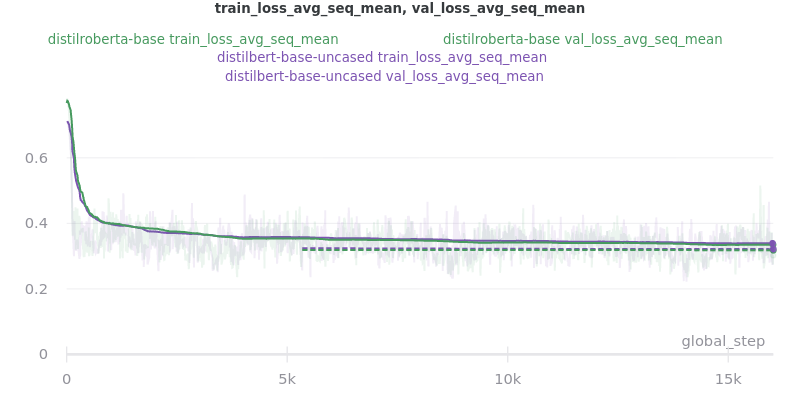 train_loss_avg_seq_mean, val_loss_avg_seq_mean
distilroberta-base train_loss_avg_seq_mean distilroberta-base val_loss_avg_seq_mean
distilbert-base-uncased train_loss_avg_seq_mean
distilbert-base-uncased val_loss_avg_seq_mean
0.6
0.4
0.2
0
global_step
0 5k 10k 15k